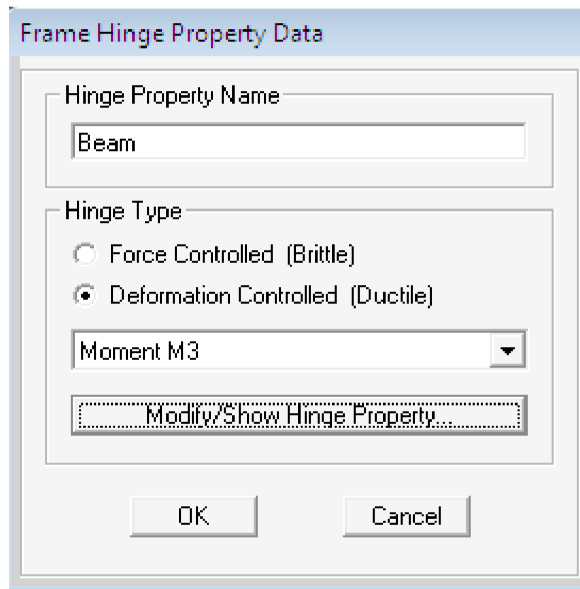 Frame Hinge Property Data
Hinge Property Name
Beam
Hinge Type
Force Controlled (Brittle)
Deformation Controlled (Ductile)
Moment M3
Modify/Show Hinge Property...
OK Cancel